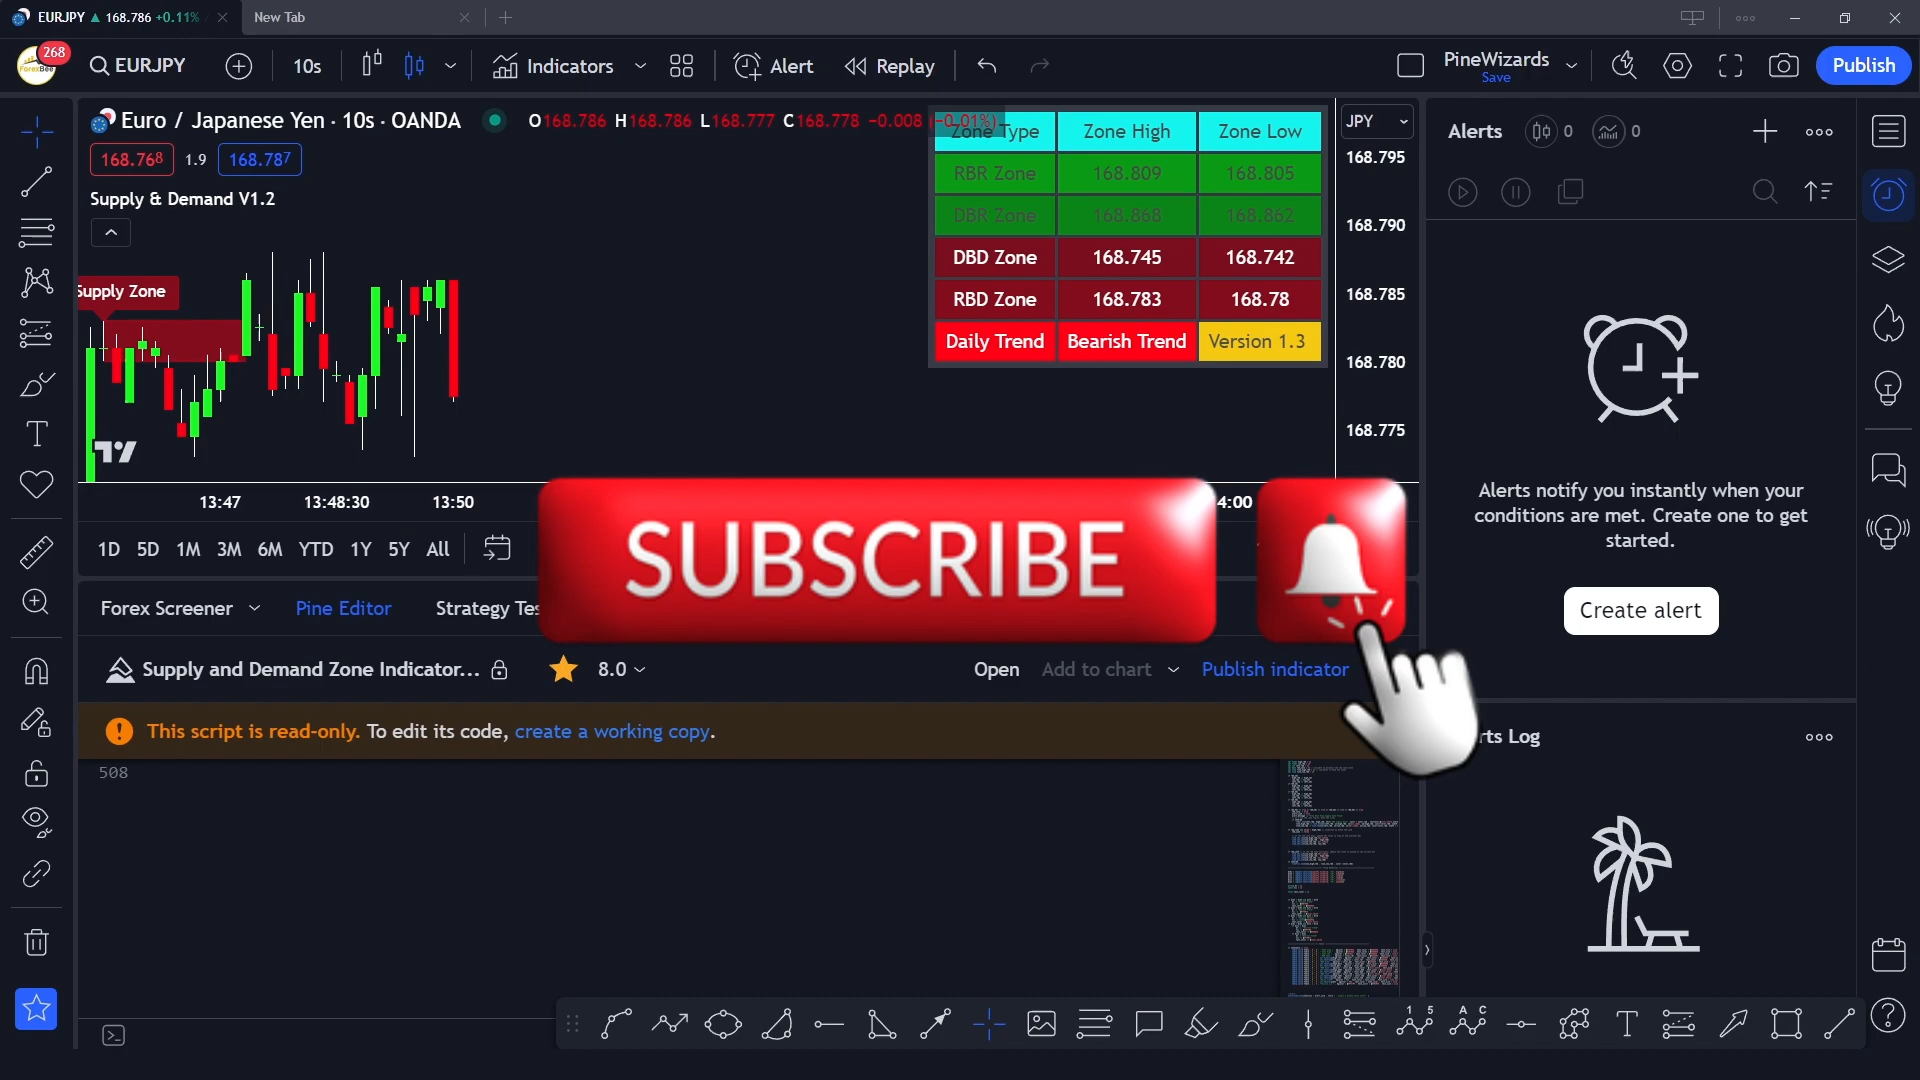 EURJPY ▲ 168.786 +0.11%
New Tab
268
ForexBee
EURJPY
10s
Indicators
Alert
Replay
PineWizards
Save
Publish
Euro / Japanese Yen · 10s · OANDA
O168.786 H168.786 L168.777 C168.778 −0.008 (−0.01%)
168.768
1.9
168.787
Supply & Demand V1.2
Supply Zone
Zone Type Zone High Zone Low
RBR Zone 168.809 168.805
DBR Zone 168.868 168.862
DBD Zone 168.745 168.742
RBD Zone 168.783 168.78
Daily Trend Bearish Trend Version 1.3
JPY
168.795
168.790
168.785
168.780
168.775
13:47 13:48:30 13:50 4:00
1D 5D 1M 3M 6M YTD 1Y 5Y All
SUBSCRIBE
Forex Screener Pine Editor Strategy Tes
Supply and Demand Zone Indicator...
8.0
Open Add to chart Publish indicator
This script is read-only. To edit its code, create a working copy.
508
Alerts 0 0
Alerts notify you instantly when your
conditions are met. Create one to get
started.
Create alert
rts Log
1 5
A C
T